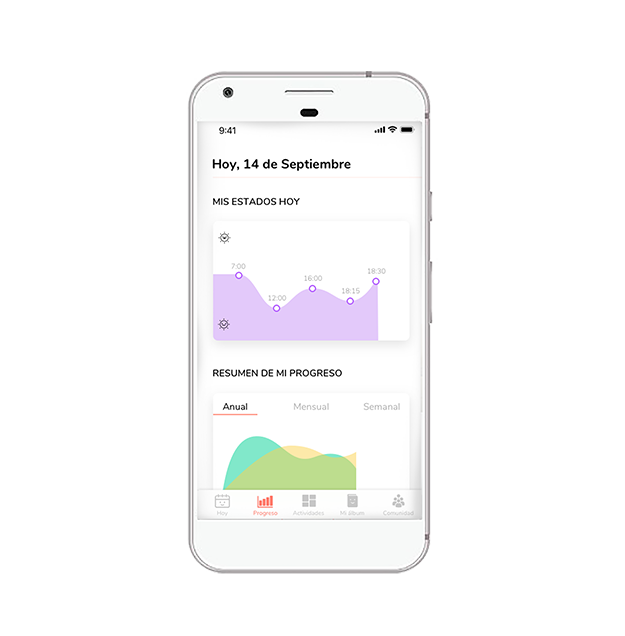 9:41
Hoy, 14 de Septiembre
MIS ESTADOS HOY
7:00
12:00
16:00
18:15
18:30
RESUMEN DE MI PROGRESO
Anual Mensual Semanal
Hoy Progreso Actividades Mi álbum Comunidad